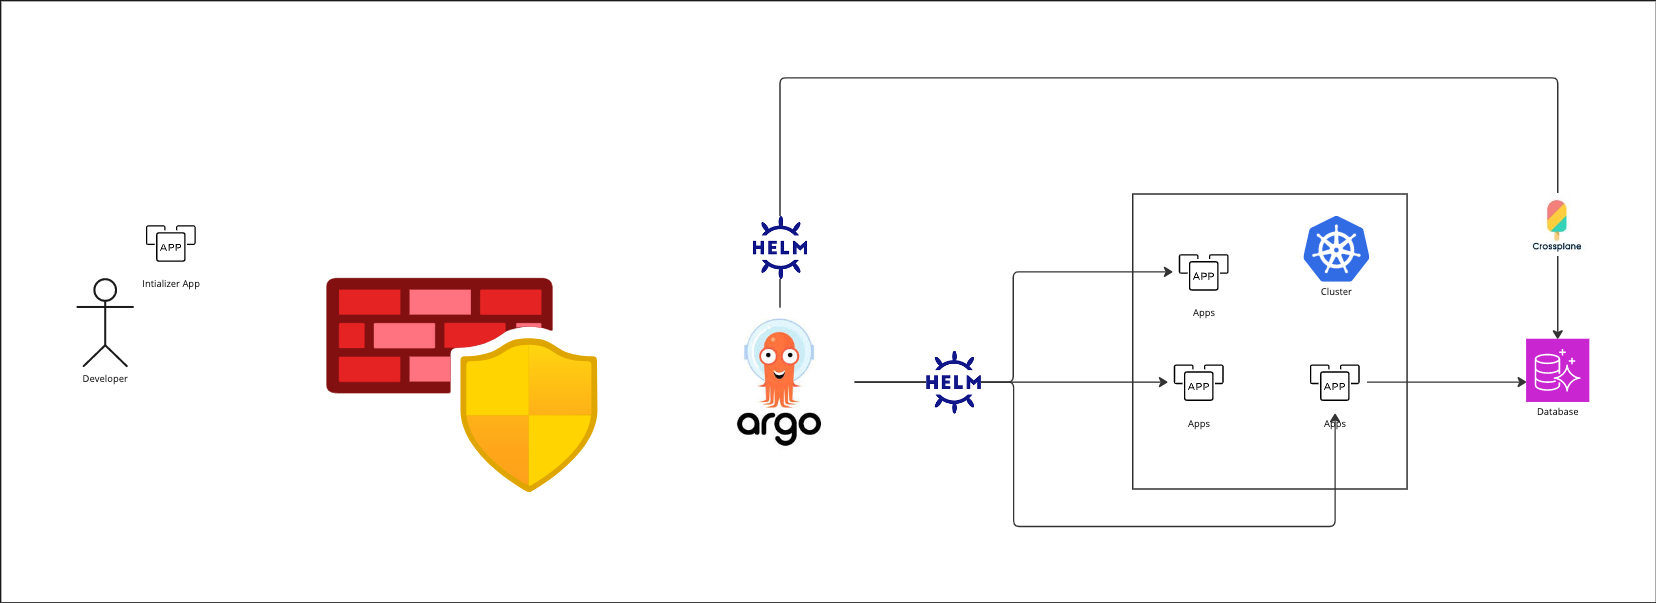 APP
Intializer App
Developer
HELM
argo
HELM
APP
Apps
Cluster
APP
Apps
APP
Apps
Crossplane
Database